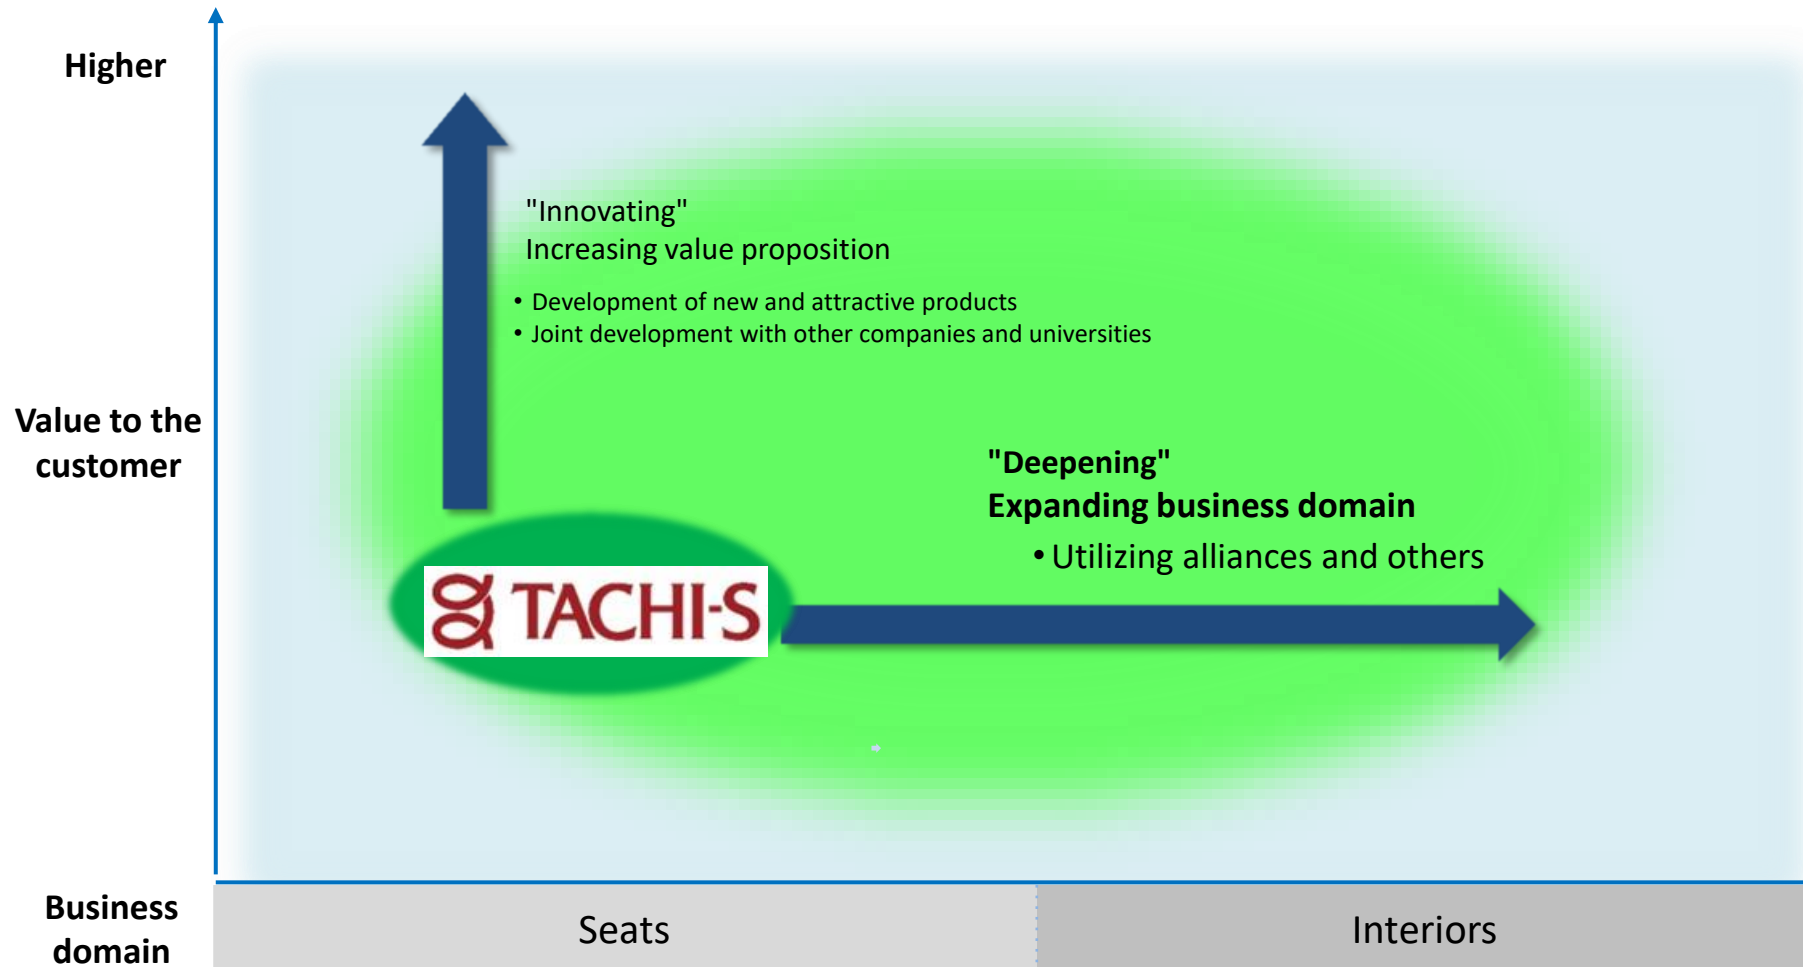 Higher
"Innovating"
Increasing value proposition
• Development of new and attractive products
• Joint development with other companies and universities
Value to the
customer
"Deepening"
Expanding business domain
• Utilizing alliances and others
TACHI-S
Business
domain
Seats
Interiors